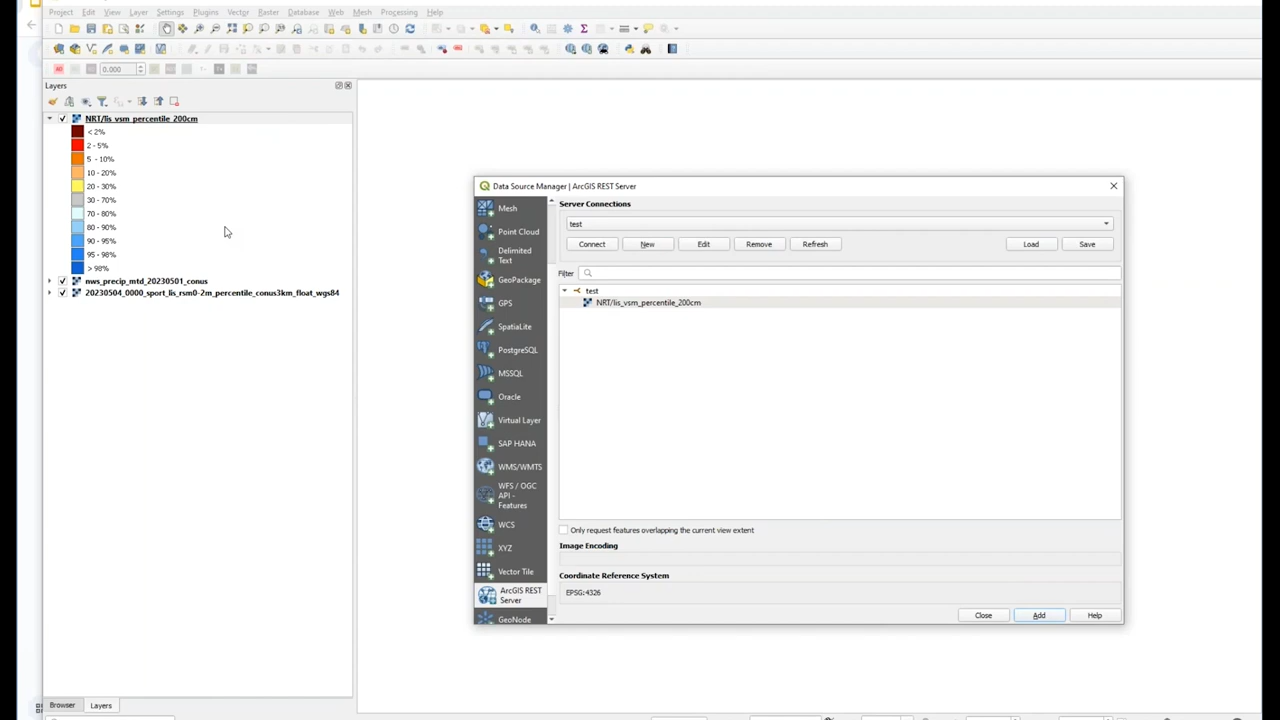 Project Edit View Layer Settings Plugins Vector Raster Database Web Mesh Processing Help
0.000
Layers
NRT/lis_vsm_percentile_200cm
< 2%
2 - 5%
5 - 10%
10 - 20%
20 - 30%
30 - 70%
70 - 80%
80 - 90%
90 - 95%
95 - 98%
> 98%
nws_precip_mtd_20230501_conus
20230504_0000_sport_lis_rsm0-2m_percentile_conus3km_float_wgs84
Browser Layers
Data Source Manager | ArcGIS REST Server
Mesh
Point Cloud
Delimited
Text
GeoPackage
GPS
SpatiaLite
PostgreSQL
MSSQL
Oracle
Virtual Layer
SAP HANA
WMS/WMTS
WFS / OGC
API -
Features
WCS
XYZ
Vector Tile
ArcGIS REST
Server
GeoNode
Server Connections
test
Connect New Edit Remove Refresh Load Save
Filter
test
NRT/lis_vsm_percentile_200cm
Only request features overlapping the current view extent
Image Encoding
Coordinate Reference System
EPSG:4326
Close Add Help